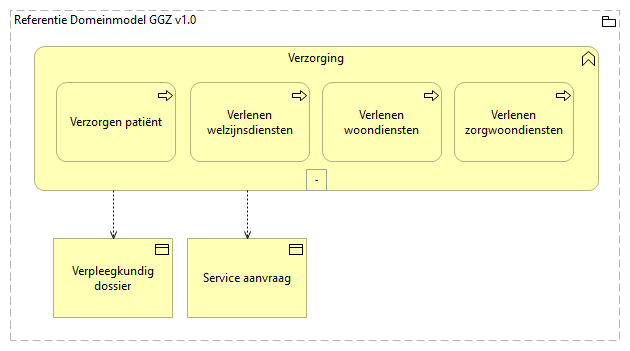 Referentie Domeinmodel GGZ v1.0
Verzorging
Verzorgen patiënt
Verlenen
welzijnsdiensten
Verlenen
woondiensten
Verlenen
zorgwoondiensten
-
Verpleegkundig
dossier
Service aanvraag